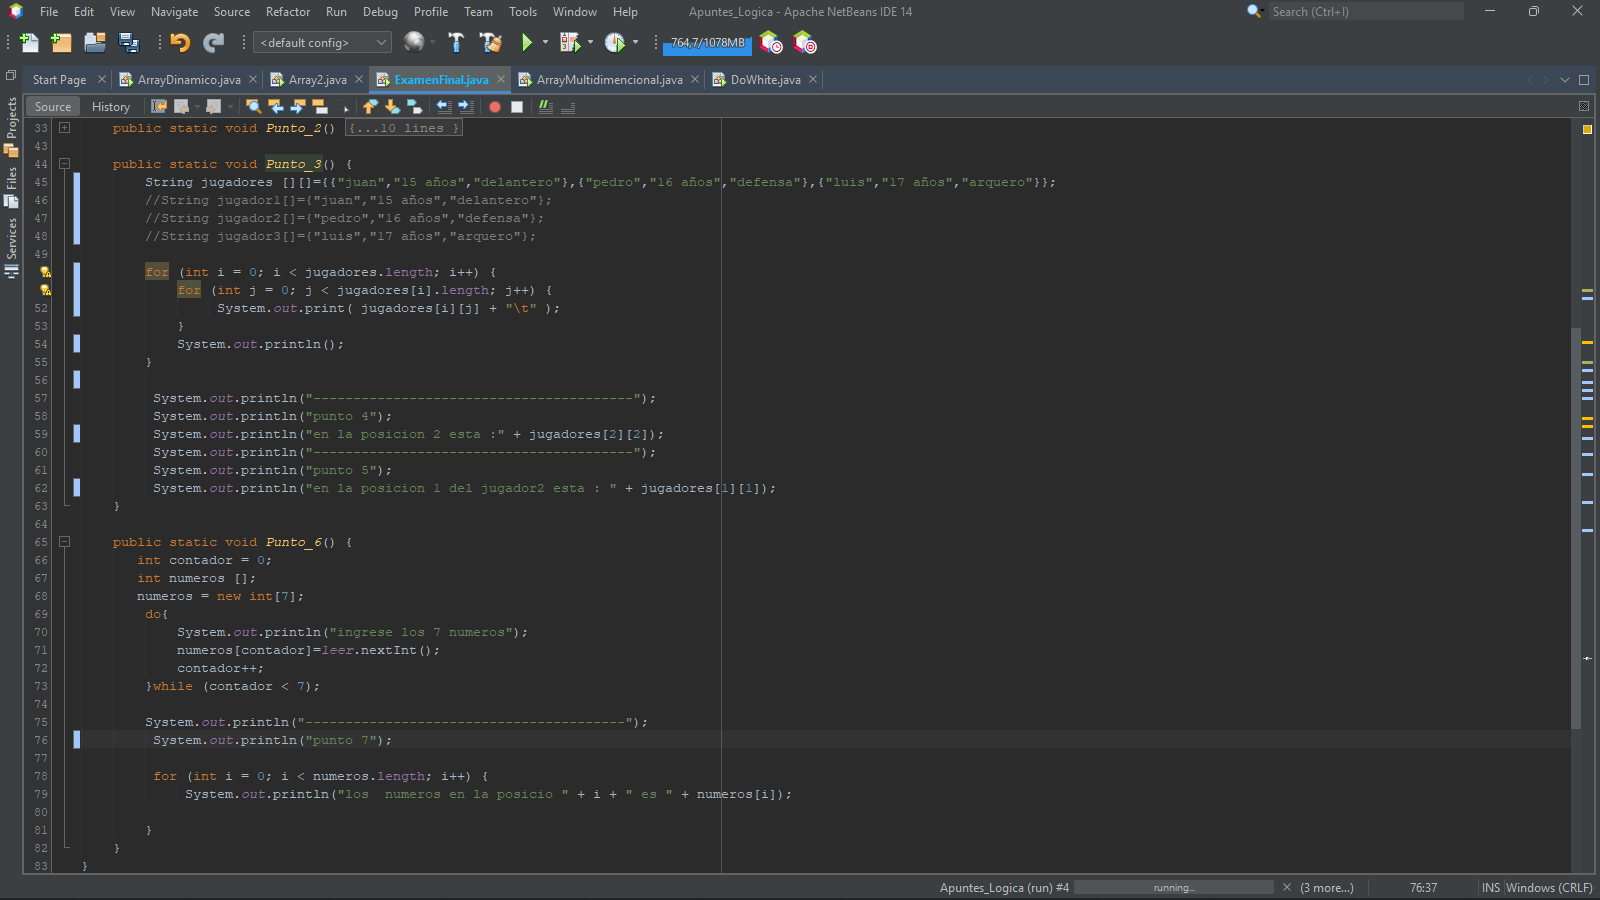 File Edit View Navigate Source Refactor Run Debug Profile Team Tools Window Help Apuntes_Logica - Apache NetBeans IDE 14 Search (Ctrl+I)
<default config> 764,7/1078MB
Start Page ArrayDinamico.java Array2.java ExamenFinal.java ArrayMultidimencional.java DoWhite.java
Source History
Projects
Files
Services
33 public static void Punto_2() {...10 lines }
43
44 public static void Punto_3() {
45 String jugadores [][]={{"juan","15 años","delantero"},{"pedro","16 años","defensa"},{"luis","17 años","arquero"}};
46 //String jugador1[]={"juan","15 años","delantero"};
47 //String jugador2[]={"pedro","16 años","defensa"};
48 //String jugador3[]={"luis","17 años","arquero"};
49
for (int i = 0; i < jugadores.length; i++) {
for (int j = 0; j < jugadores[i].length; j++) {
52 System.out.print( jugadores[i][j] + "\t" );
53 }
54 System.out.println();
55 }
56
57 System.out.println("----------------------------------------");
58 System.out.println("punto 4");
59 System.out.println("en la posicion 2 esta :" + jugadores[2][2]);
60 System.out.println("----------------------------------------");
61 System.out.println("punto 5");
62 System.out.println("en la posicion 1 del jugador2 esta : " + jugadores[1][1]);
63 }
64
65 public static void Punto_6() {
66 int contador = 0;
67 int numeros [];
68 numeros = new int[7];
69 do{
70 System.out.println("ingrese los 7 numeros");
71 numeros[contador]=leer.nextInt();
72 contador++;
73 }while (contador < 7);
74
75 System.out.println("----------------------------------------");
76 System.out.println("punto 7");
77
78 for (int i = 0; i < numeros.length; i++) {
79 System.out.println("los  numeros en la posicio " + i + " es " + numeros[i]);
80
81 }
82 }
83 }
Apuntes_Logica (run) #4 running... (3 more...) 76:37 INS Windows (CRLF)